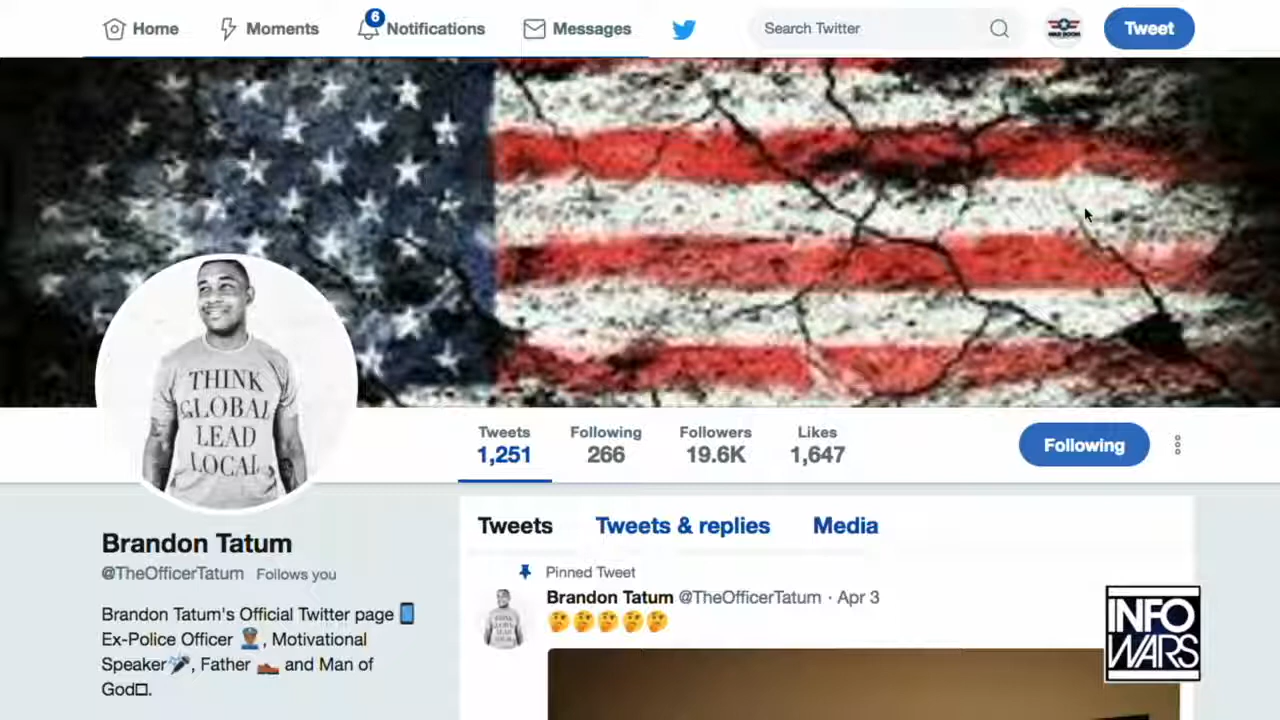 Home
Moments
6
Notifications
Messages
Search Twitter
WAR ROOM
Tweet
THINK
GLOBAL
LEAD
LOCAL
Tweets
1,251
Following
266
Followers
19.6K
Likes
1,647
Following
Brandon Tatum
@TheOfficerTatum Follows you
Brandon Tatum's Official Twitter page
Ex-Police Officer , Motivational
Speaker , Father and Man of
God.
Tweets
Tweets & replies
Media
Pinned Tweet
Brandon Tatum @TheOfficerTatum · Apr 3
INFO
WARS